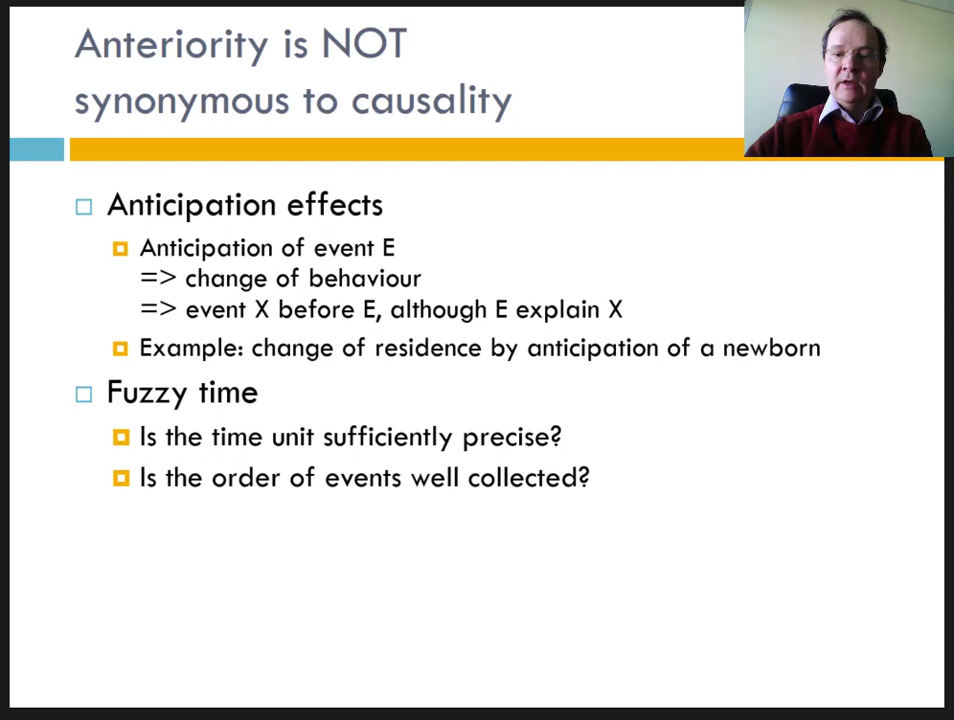 Anteriority is NOT
synonymous to causality
Anticipation effects
Anticipation of event E
=> change of behaviour
=> event X before E, although E explain X
Example: change of residence by anticipation of a newborn
Fuzzy time
Is the time unit sufficiently precise?
Is the order of events well collected?